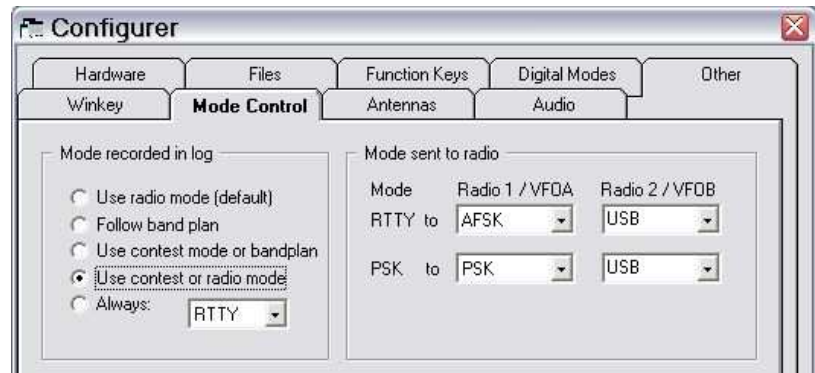 Configurer
Hardware Files Function Keys Digital Modes Other
Winkey Mode Control Antennas Audio
Mode recorded in log
Use radio mode (default)
Follow band plan
Use contest mode or bandplan
Use contest or radio mode
Always: RTTY
Mode sent to radio
Mode Radio 1 / VFOA Radio 2 / VFOB
RTTY to AFSK USB
PSK to PSK USB